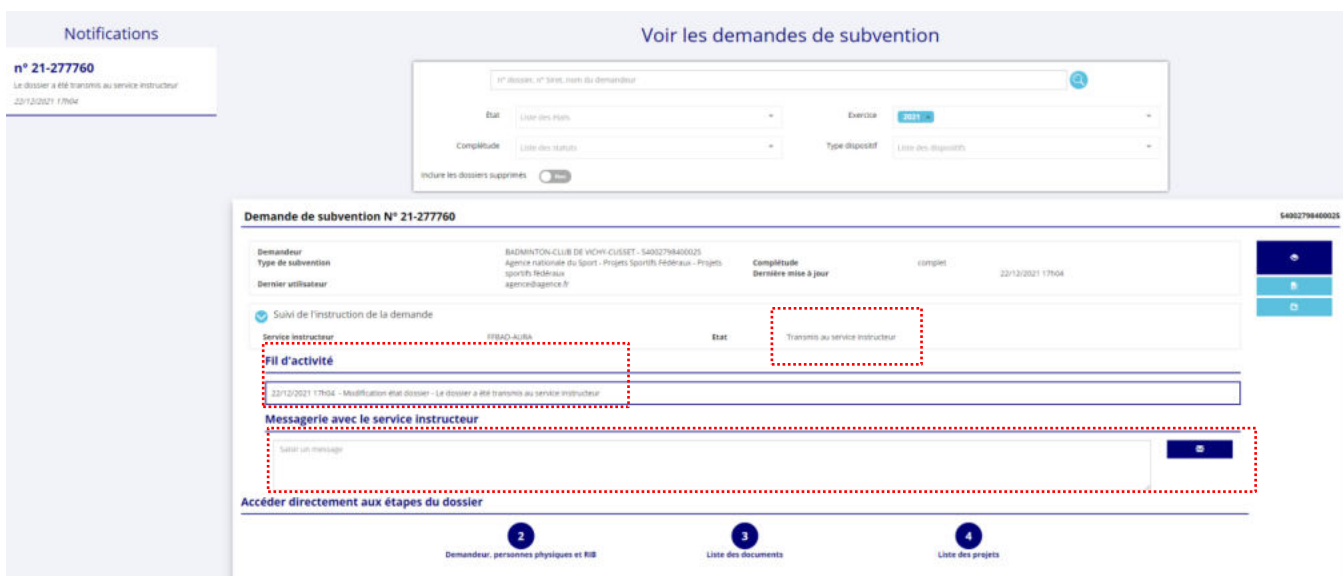 Notifications
n° 21-277760
Le dossier a été transmis au service instructeur
22/12/2021 17h04
Voir les demandes de subvention
n° dossier, n° Siret, nom du demandeur
État
Liste des états
Exercice
2021 ×
Complétude
Liste des statuts
Type dispositif
Liste des dispositifs
Inclure les dossiers supprimés
Non
Demande de subvention N° 21-277760
54002798400025
Demandeur
BADMINTON-CLUB DE VICHY-CUSSET - 54002798400025
Type de subvention
Agence nationale du Sport - Projets Sportifs Fédéraux - Projets
sportifs fédéraux
Complétude
complet
Dernière mise à jour
22/12/2021 17h04
Dernier utilisateur
agence@agence.fr
Suivi de l'instruction de la demande
Service instructeur
FFBAD-AURA
Etat
Transmis au service instructeur
Fil d'activité
22/12/2021 17h04 - Modification état dossier - Le dossier a été transmis au service instructeur
Messagerie avec le service instructeur
Saisir un message
Accéder directement aux étapes du dossier
2
3
4
Demandeur, personnes physiques et RIB
Liste des documents
Liste des projets